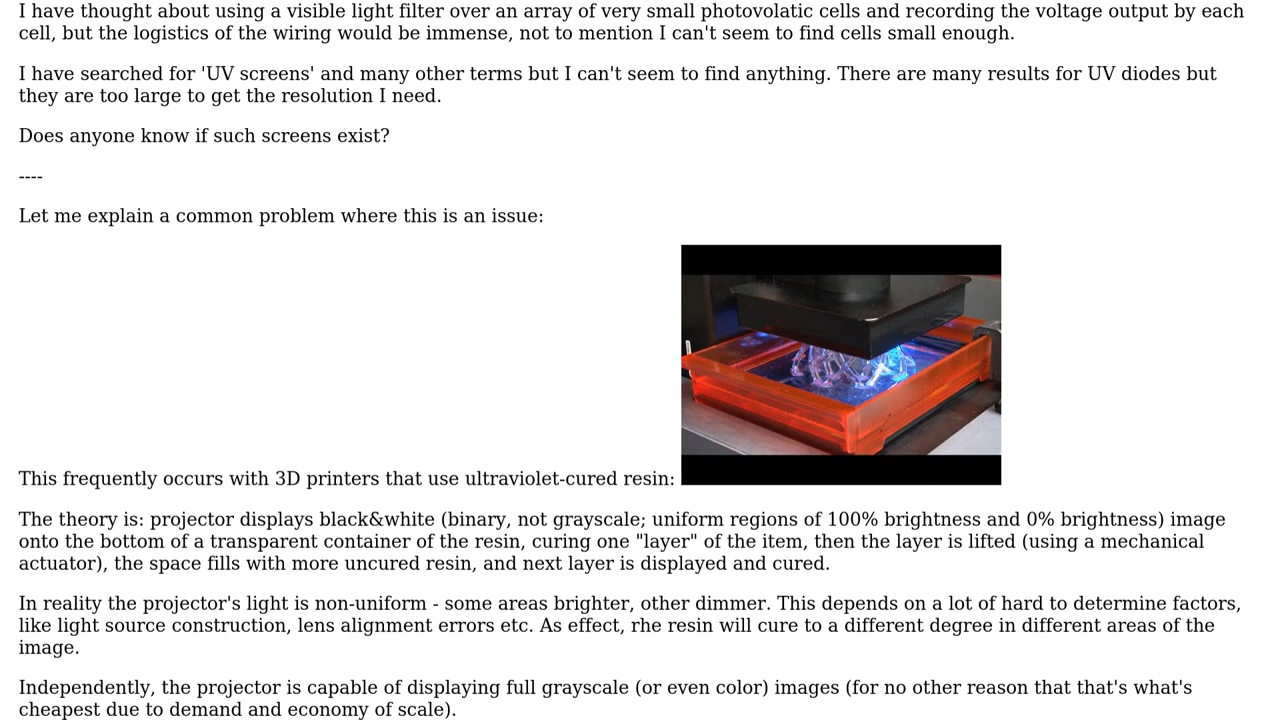 I have thought about using a visible light filter over an array of very small photovolatic cells and recording the voltage output by each
cell, but the logistics of the wiring would be immense, not to mention I can't seem to find cells small enough.
I have searched for 'UV screens' and many other terms but I can't seem to find anything. There are many results for UV diodes but
they are too large to get the resolution I need.
Does anyone know if such screens exist?
----
Let me explain a common problem where this is an issue:
This frequently occurs with 3D printers that use ultraviolet-cured resin:
The theory is: projector displays black&white (binary, not grayscale; uniform regions of 100% brightness and 0% brightness) image
onto the bottom of a transparent container of the resin, curing one "layer" of the item, then the layer is lifted (using a mechanical
actuator), the space fills with more uncured resin, and next layer is displayed and cured.
In reality the projector's light is non-uniform - some areas brighter, other dimmer. This depends on a lot of hard to determine factors,
like light source construction, lens alignment errors etc. As effect, rhe resin will cure to a different degree in different areas of the
image.
Independently, the projector is capable of displaying full grayscale (or even color) images (for no other reason that that's what's
cheapest due to demand and economy of scale).